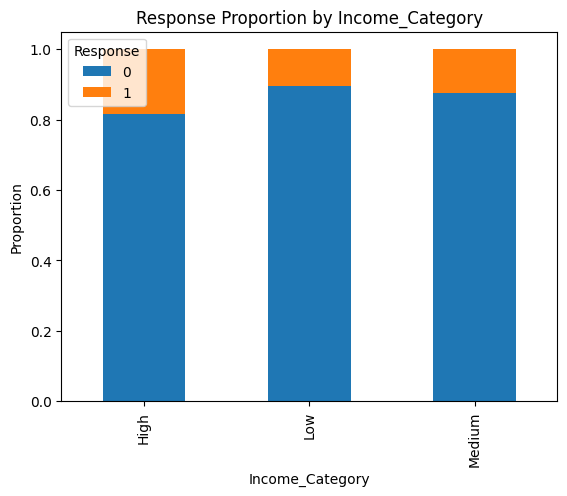 Response Proportion by Income_Category
Response
0
1
1.0
0.8
0.6
0.4
0.2
0.0
Proportion
High
Low
Medium
Income_Category